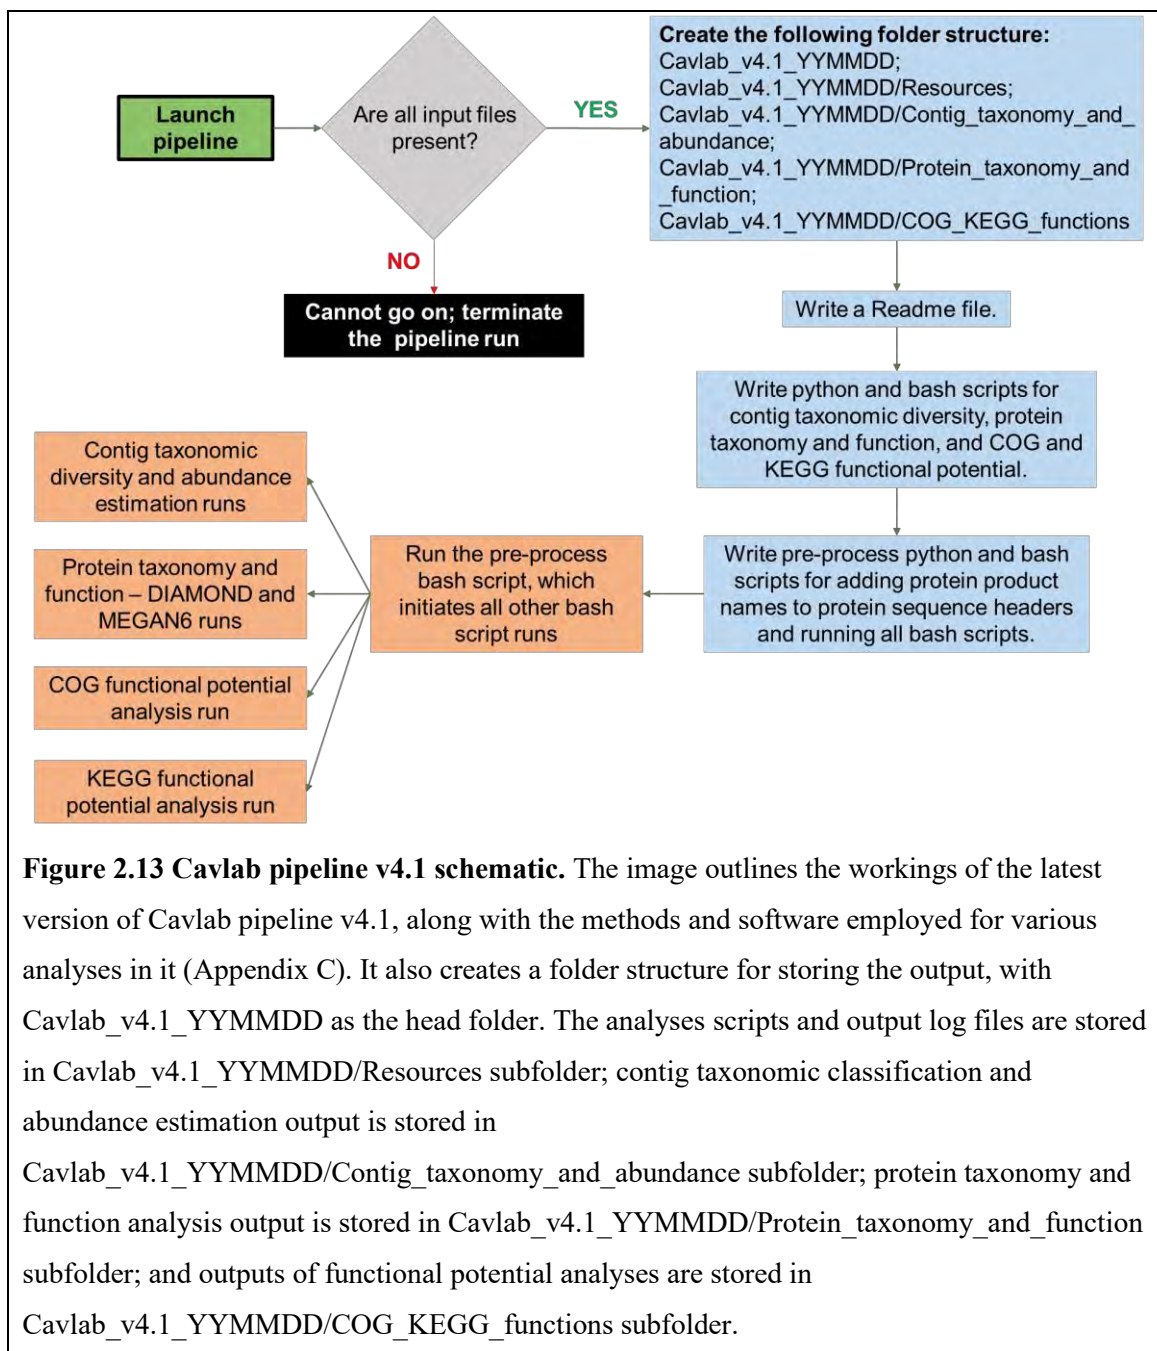 Launch
pipeline
Are all input files
present?
YES
NO
Cannot go on; terminate
the pipeline run
Create the following folder structure:
Cavlab_v4.1_YYMMDD;
Cavlab_v4.1_YYMMDD/Resources;
Cavlab_v4.1_YYMMDD/Contig_taxonomy_and_
abundance;
Cavlab_v4.1_YYMMDD/Protein_taxonomy_and
_function;
Cavlab_v4.1_YYMMDD/COG_KEGG_functions
Write a Readme file.
Write python and bash scripts for
contig taxonomic diversity, protein
taxonomy and function, and COG and
KEGG functional potential.
Write pre-process python and bash
scripts for adding protein product
names to protein sequence headers
and running all bash scripts.
Run the pre-process
bash script, which
initiates all other bash
script runs
Contig taxonomic
diversity and abundance
estimation runs
Protein taxonomy and
function – DIAMOND and
MEGAN6 runs
COG functional potential
analysis run
KEGG functional
potential analysis run
Figure 2.13 Cavlab pipeline v4.1 schematic. The image outlines the workings of the latest
version of Cavlab pipeline v4.1, along with the methods and software employed for various
analyses in it (Appendix C). It also creates a folder structure for storing the output, with
Cavlab_v4.1_YYMMDD as the head folder. The analyses scripts and output log files are stored
in Cavlab_v4.1_YYMMDD/Resources subfolder; contig taxonomic classification and
abundance estimation output is stored in
Cavlab_v4.1_YYMMDD/Contig_taxonomy_and_abundance subfolder; protein taxonomy and
function analysis output is stored in Cavlab_v4.1_YYMMDD/Protein_taxonomy_and_function
subfolder; and outputs of functional potential analyses are stored in
Cavlab_v4.1_YYMMDD/COG_KEGG_functions subfolder.